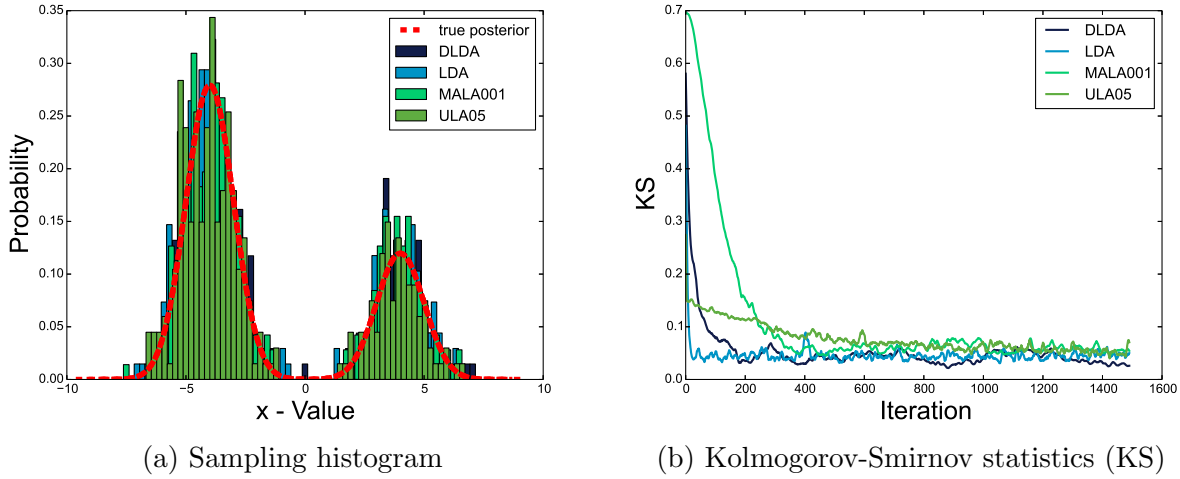 0.35
0.30
0.25
0.20
0.15
0.10
0.05
0.00
−10
−5
0
5
10
Probability
x - Value
true posterior
DLDA
LDA
MALA001
ULA05
(a) Sampling histogram
0.7
0.6
0.5
0.4
0.3
0.2
0.1
0.0
0
200
400
600
800
1000
1200
1400
1600
KS
Iteration
DLDA
LDA
MALA001
ULA05
(b) Kolmogorov-Smirnov statistics (KS)